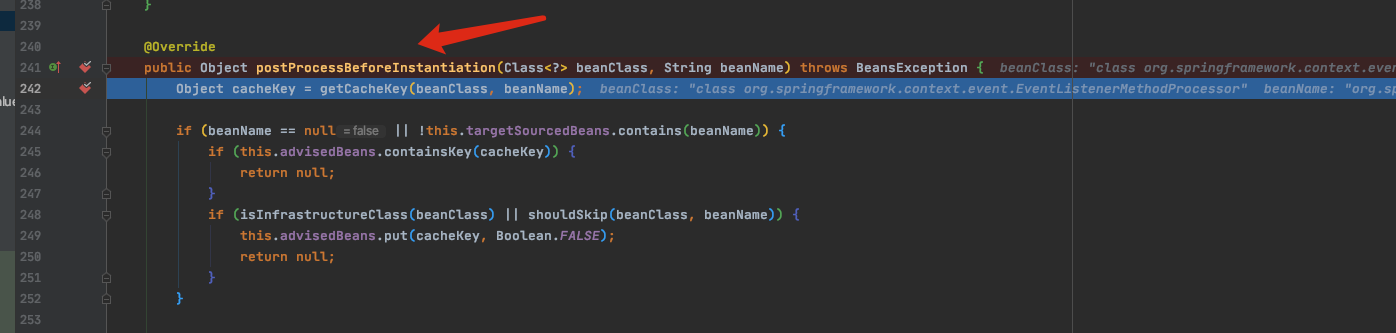 238 }
239
240 @Override
241 public Object postProcessBeforeInstantiation(Class<?> beanClass, String beanName) throws BeansException { beanClass: "class org.springframework.context.even
242 Object cacheKey = getCacheKey(beanClass, beanName); beanClass: "class org.springframework.context.event.EventListenerMethodProcessor" beanName: "org.sp
alue
243
244 if (beanName == null = false || !this.targetSourcedBeans.contains(beanName)) {
245 if (this.advisedBeans.containsKey(cacheKey)) {
246 return null;
247 }
248 if (isInfrastructureClass(beanClass) || shouldSkip(beanClass, beanName)) {
249 this.advisedBeans.put(cacheKey, Boolean.FALSE);
250 return null;
251 }
252 }
253